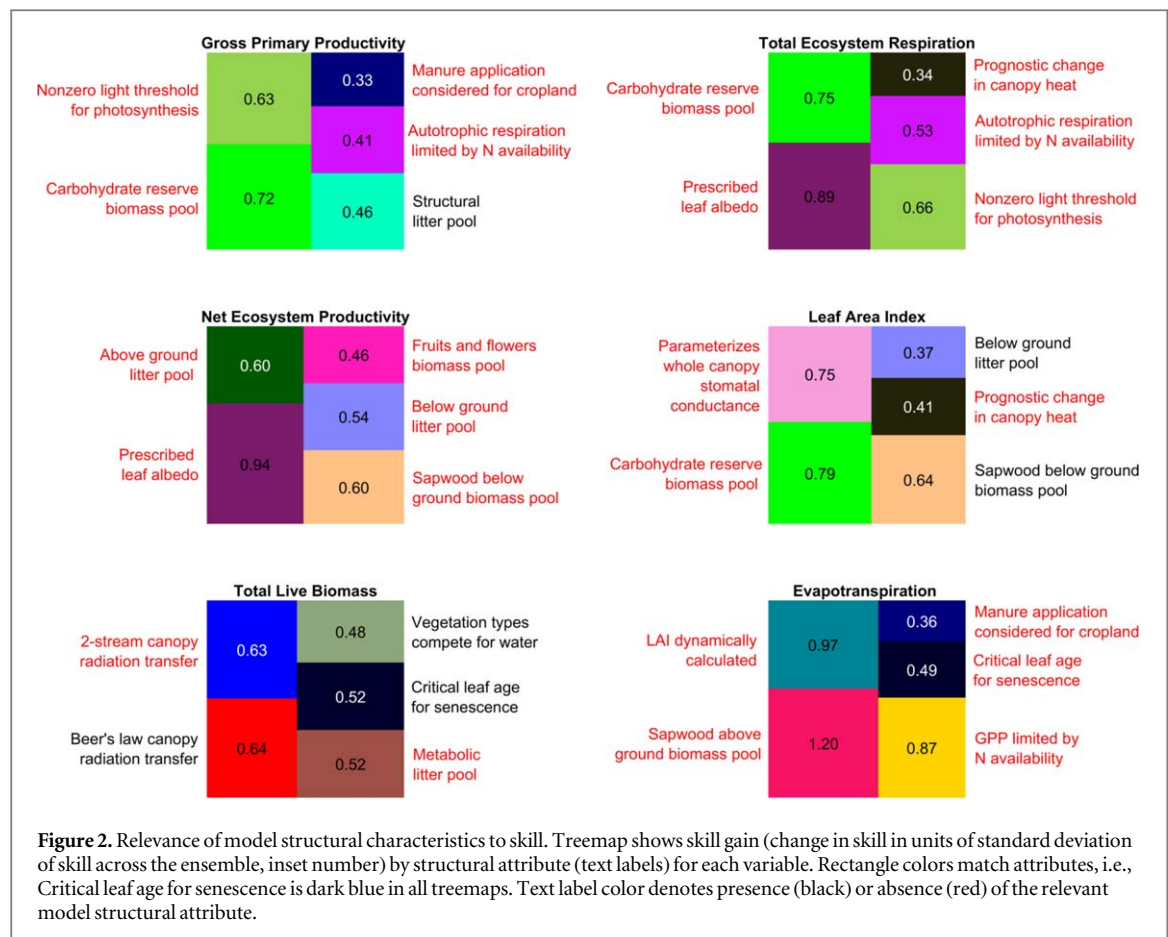 Gross Primary Productivity
Nonzero light threshold
for photosynthesis
0.63
0.33
Manure application
considered for cropland
0.41
Autotrophic respiration
limited by N availability
Carbohydrate reserve
biomass pool
0.72
0.46
Structural
litter pool
Total Ecosystem Respiration
Carbohydrate reserve
biomass pool
0.75
0.34
Prognostic change
in canopy heat
0.53
Autotrophic respiration
limited by N availability
Prescribed
leaf albedo
0.89
0.66
Nonzero light threshold
for photosynthesis
Net Ecosystem Productivity
Above ground
litter pool
0.60
0.46
Fruits and flowers
biomass pool
0.54
Below ground
litter pool
Prescribed
leaf albedo
0.94
0.60
Sapwood below
ground biomass pool
Leaf Area Index
Parameterizes
whole canopy
stomatal
conductance
0.75
0.37
Below ground
litter pool
0.41
Prognostic change
in canopy heat
Carbohydrate reserve
biomass pool
0.79
0.64
Sapwood below ground
biomass pool
Total Live Biomass
2-stream canopy
radiation transfer
0.63
0.48
Vegetation types
compete for water
0.52
Critical leaf age
for senescence
Beer's law canopy
radiation transfer
0.64
0.52
Metabolic
litter pool
Evapotranspiration
LAI dynamically
calculated
0.97
0.36
Manure application
considered for cropland
0.49
Critical leaf age
for senescence
Sapwood above
ground biomass pool
1.20
0.87
GPP limited by
N availability
Figure 2. Relevance of model structural characteristics to skill. Treemap shows skill gain (change in skill in units of standard deviation
of skill across the ensemble, inset number) by structural attribute (text labels) for each variable. Rectangle colors match attributes, i.e.,
Critical leaf age for senescence is dark blue in all treemaps. Text label color denotes presence (black) or absence (red) of the relevant
model structural attribute.